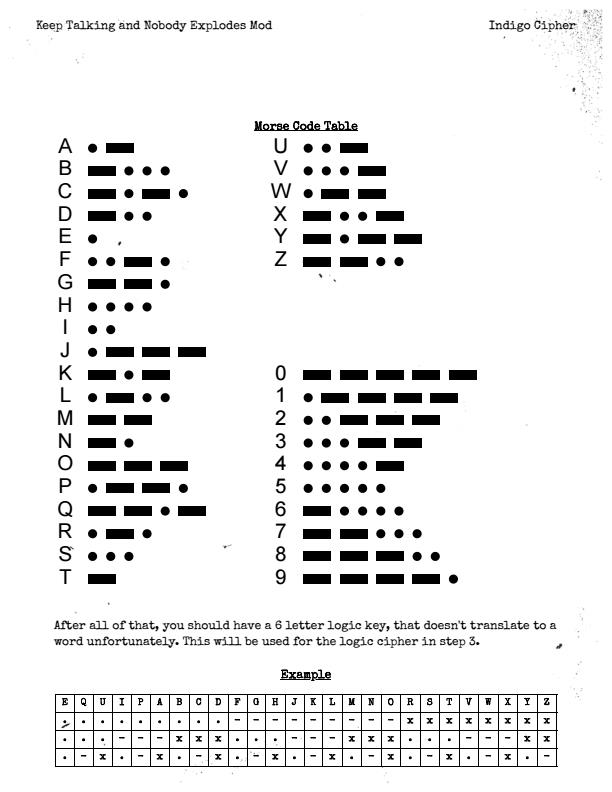 Keep Talking and Nobody Explodes Mod
Indigo Cipher
Morse Code Table
A .-
B -...
C -.-.
D -..
E .
F ..-.
G --.
H ....
I ..
J .---
K -.-
L .-..
M --
N -.
O ---
P .--.
Q --.-
R .-.
S ...
T -
U ..-
V ...-
W .--
X -..-
Y -.--
Z --..
0 -----
1 .----
2 ..---
3 ...--
4 ....-
5 .....
6 -....
7 --...
8 ---..
9 ----.
After all of that, you should have a 6 letter logic key, that doesn't translate to a
word unfortunately. This will be used for the logic cipher in step 3.
Example
E Q U I P A B C D F G H J K L M N O R S T V W X Y Z
. . . . . . . . . - - - - - - - - - x x x x x x x x
. . . - - - x x x . . . - - - x x x . . . - - - x x
. - x . - x . - x . - x . - x . - x . - x . - x . -